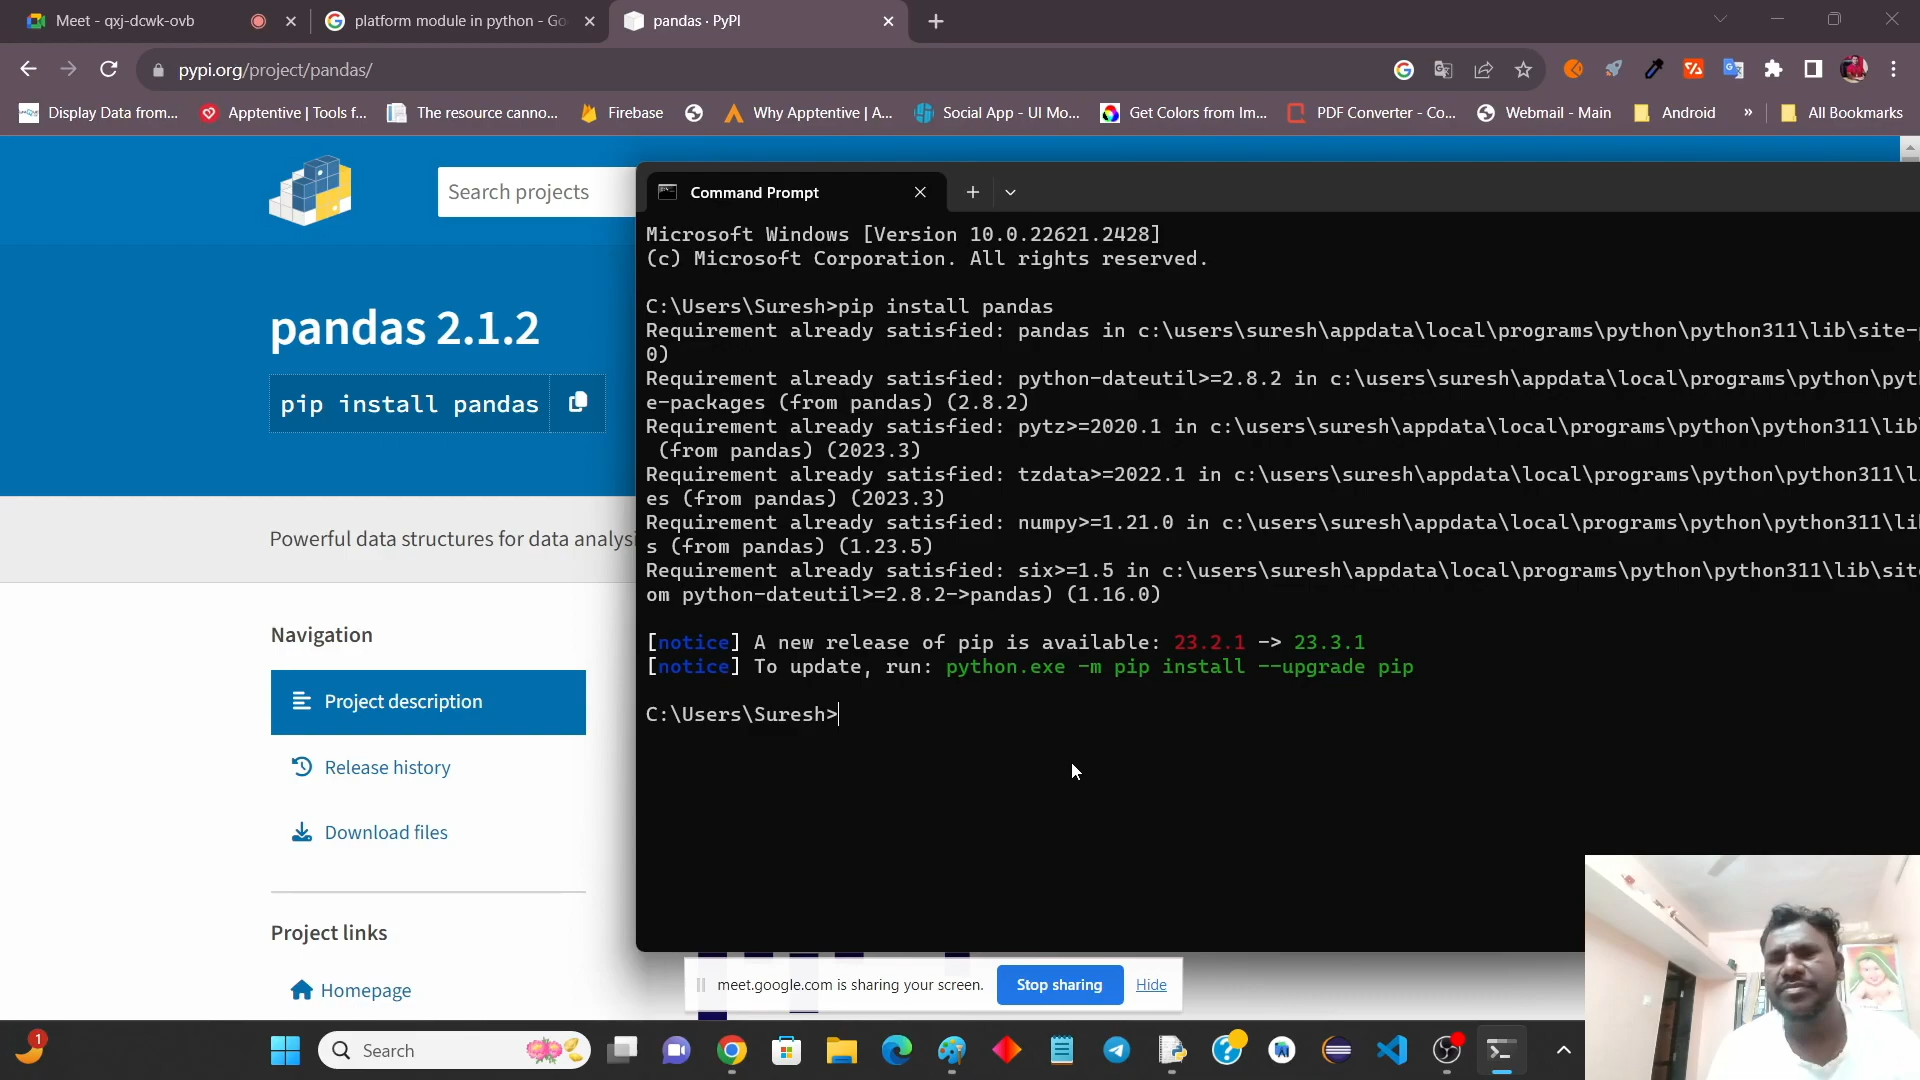 Meet - qxj-dcwk-ovb
platform module in python - Go
pandas · PyPI
pypi.org/project/pandas/
Display Data from...
Apptentive | Tools f...
The resource canno...
Firebase
Why Apptentive | A...
Social App - UI Mo...
Get Colors from Im...
PDF Converter - Co...
Webmail - Main
Android
»
All Bookmarks
Search projects
pandas 2.1.2
pip install pandas
Powerful data structures for data analysi
Navigation
Project description
Release history
Download files
Project links
Homepage
Command Prompt
Microsoft Windows [Version 10.0.22621.2428]
(c) Microsoft Corporation. All rights reserved.
C:\Users\Suresh>pip install pandas
Requirement already satisfied: pandas in c:\users\suresh\appdata\local\programs\python\python311\lib\site-
0)
Requirement already satisfied: python-dateutil>=2.8.2 in c:\users\suresh\appdata\local\programs\python\pyt
e-packages (from pandas) (2.8.2)
Requirement already satisfied: pytz>=2020.1 in c:\users\suresh\appdata\local\programs\python\python311\lib
(from pandas) (2023.3)
Requirement already satisfied: tzdata>=2022.1 in c:\users\suresh\appdata\local\programs\python\python311\l
es (from pandas) (2023.3)
Requirement already satisfied: numpy>=1.21.0 in c:\users\suresh\appdata\local\programs\python\python311\li
s (from pandas) (1.23.5)
Requirement already satisfied: six>=1.5 in c:\users\suresh\appdata\local\programs\python\python311\lib\sit
om python-dateutil>=2.8.2->pandas) (1.16.0)
[notice] A new release of pip is available: 23.2.1 -> 23.3.1
[notice] To update, run: python.exe -m pip install --upgrade pip
C:\Users\Suresh>
meet.google.com is sharing your screen.
Stop sharing
Hide
1
Search